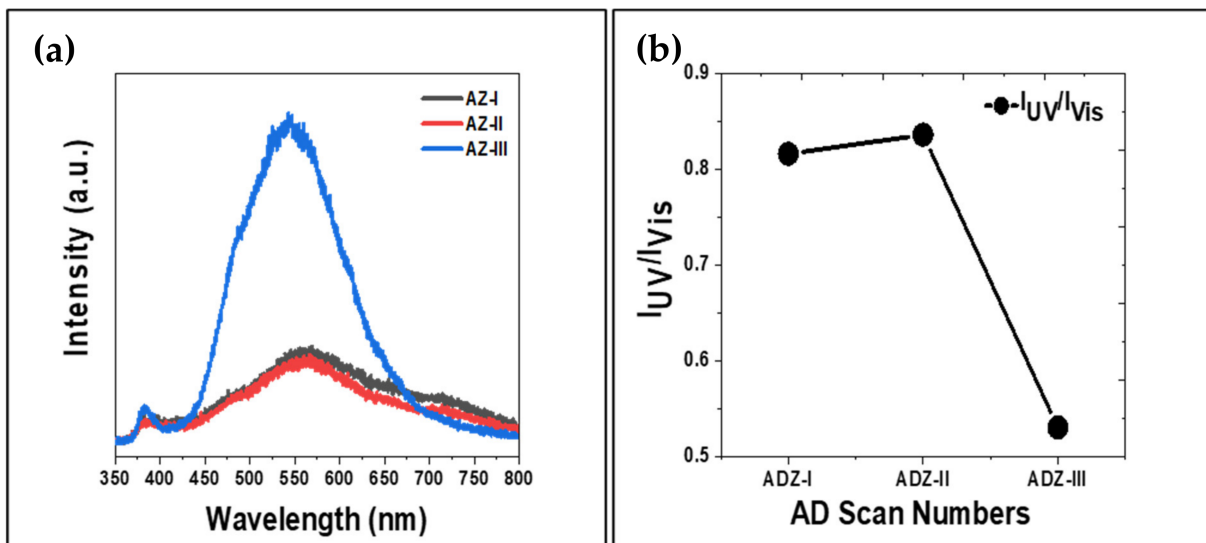 (a)
AZ-I
AZ-II
AZ-III
Intensity (a.u.)
350 400 450 500 550 600 650 700 750 800
Wavelength (nm)
(b)
0.9
0.8
0.7
0.6
0.5
IUV/IVis
IUV/IVis
ADZ-I ADZ-II ADZ-III
AD Scan Numbers